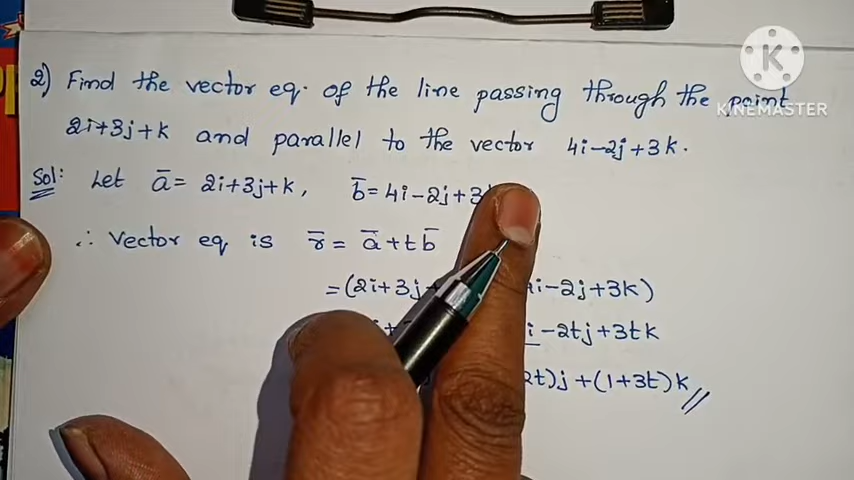 2) Find the vector eq. of the line passing through the point
2i+3j+k and parallel to the vector 4i-2j+3k.
Sol: Let a̅ = 2i+3j+k, b̅ = 4i-2j+3
∴ Vector eq is r̅ = a̅ + t b̅
= (2i+3j+ i-2j+3k)
i -2tj+3tk
2t)j+(1+3t)k //
K
KINEMASTER